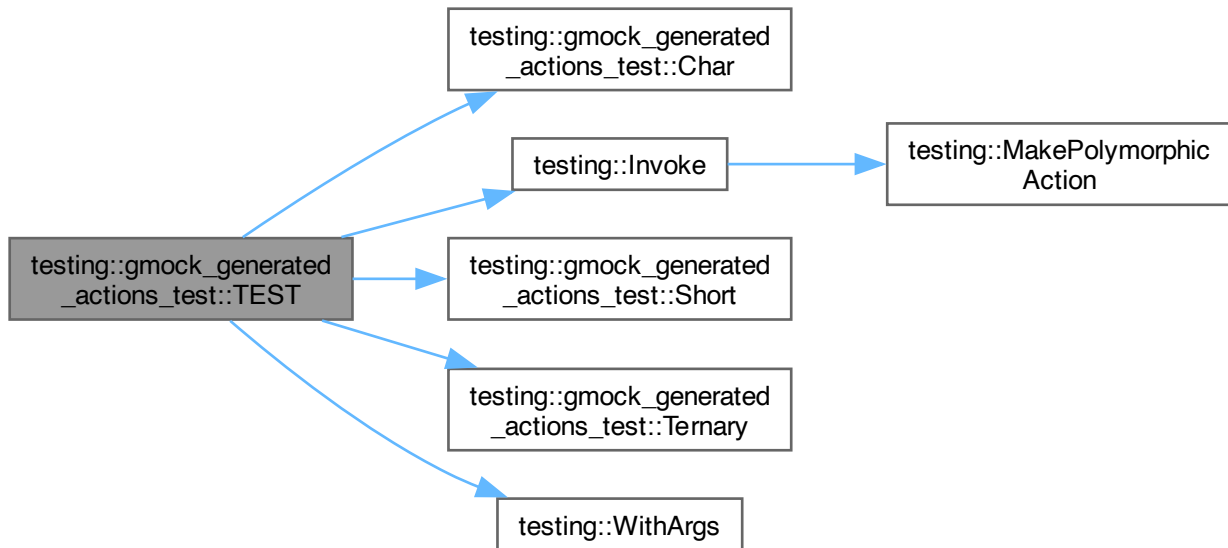 testing::gmock_generated
_actions_test::TEST
testing::gmock_generated
_actions_test::Char
testing::Invoke
testing::MakePolymorphic
Action
testing::gmock_generated
_actions_test::Short
testing::gmock_generated
_actions_test::Ternary
testing::WithArgs